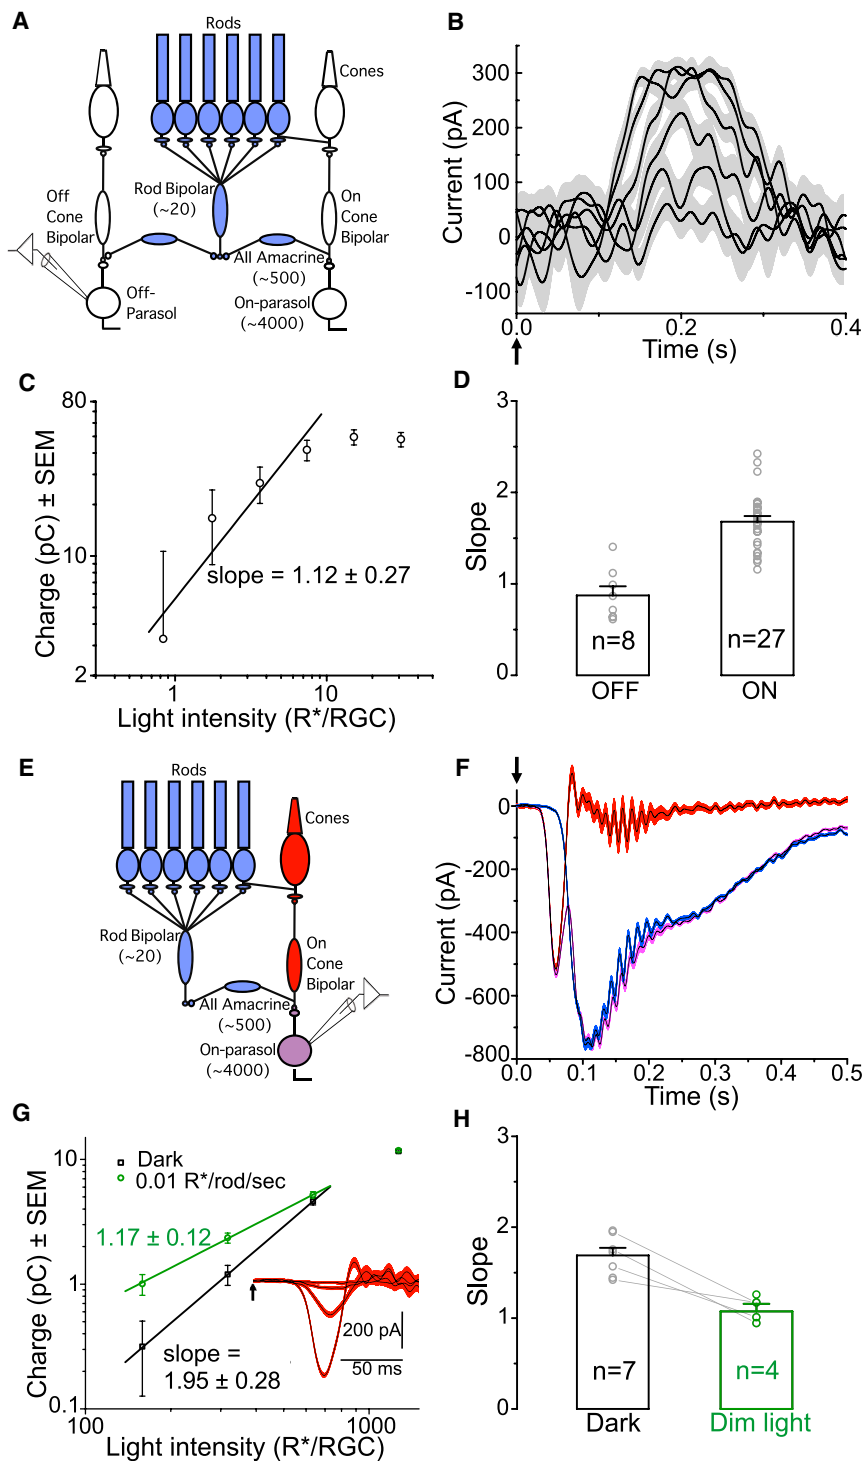 A
Rods
Cones
Rod Bipolar
(~20)
Off
Cone
Bipolar
On
Cone
Bipolar
AII Amacrine
(~500)
Off-
Parasol
On-parasol
(~4000)
B
Current (pA)
300
200
100
0
-100
0.0
0.2
0.4
Time (s)
C
Charge (pC) ± SEM
80
10
2
slope = 1.12 ± 0.27
1
10
Light intensity (R*/RGC)
D
Slope
3
2
1
0
n=8
n=27
OFF
ON
E
Rods
Cones
Rod Bipolar
(~20)
On
Cone
Bipolar
AII Amacrine
(~500)
On-parasol
(~4000)
F
Current (pA)
0
-200
-400
-600
-800
0.0
0.1
0.2
0.3
0.4
0.5
Time (s)
G
Charge (pC) ± SEM
10
1
0.1
Dark
0.01 R*/rod/sec
1.17 ± 0.12
slope =
1.95 ± 0.28
200 pA
50 ms
100
1000
Light intensity (R*/RGC)
H
Slope
3
2
1
0
n=7
n=4
Dark
Dim light